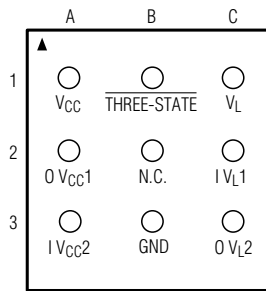 A B C
1
VCC THREE-STATE VL
2
O VCC1 N.C. I VL1
3
I VCC2 GND O VL2